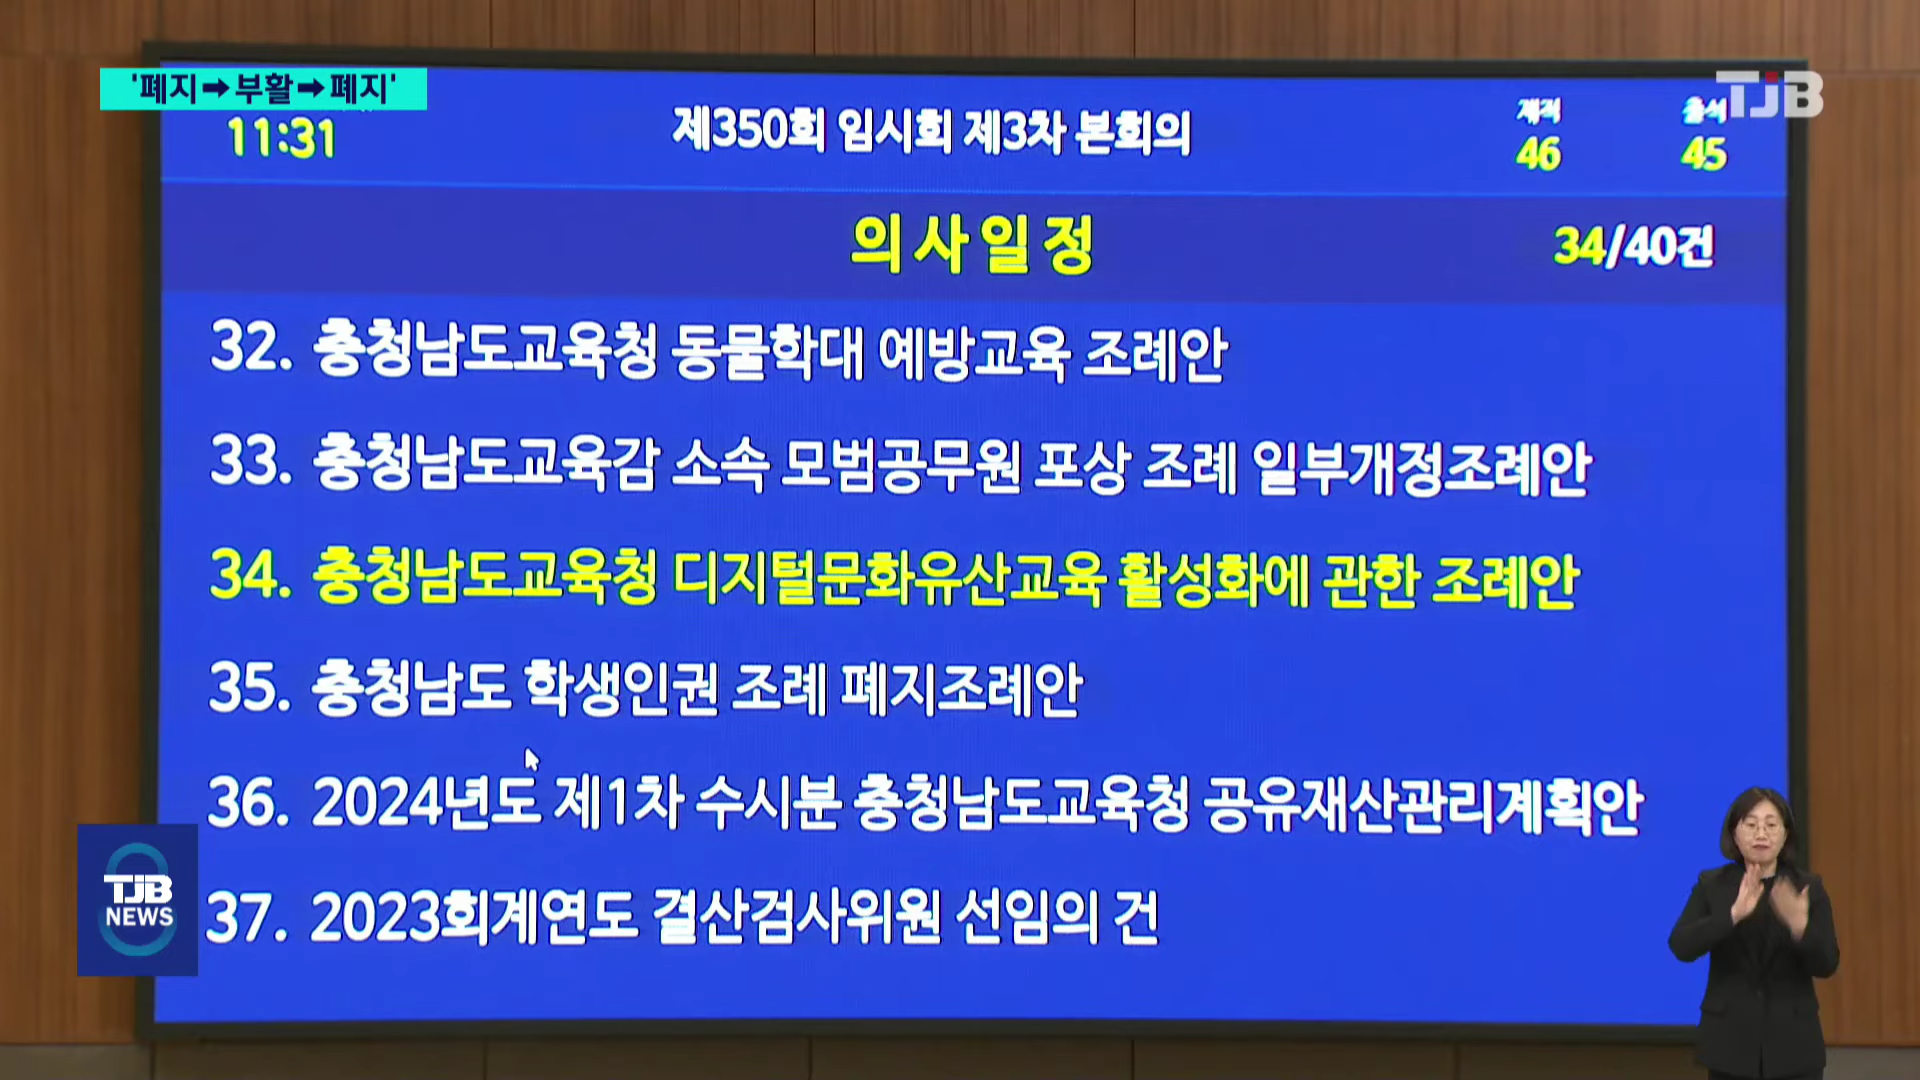 '폐지➡부활➡폐지'
TJB
11:31
제350회 임시회 제3차 본회의
재적
46
출석
45
의사일정
34/40건
32. 충청남도교육청 동물학대 예방교육 조례안
33. 충청남도교육감 소속 모범공무원 포상 조례 일부개정조례안
34. 충청남도교육청 디지털문화유산교육 활성화에 관한 조례안
35. 충청남도 학생인권 조례 폐지조례안
36. 2024년도 제1차 수시분 충청남도교육청 공유재산관리계획안
37. 2023회계연도 결산검사위원 선임의 건
TJB
NEWS